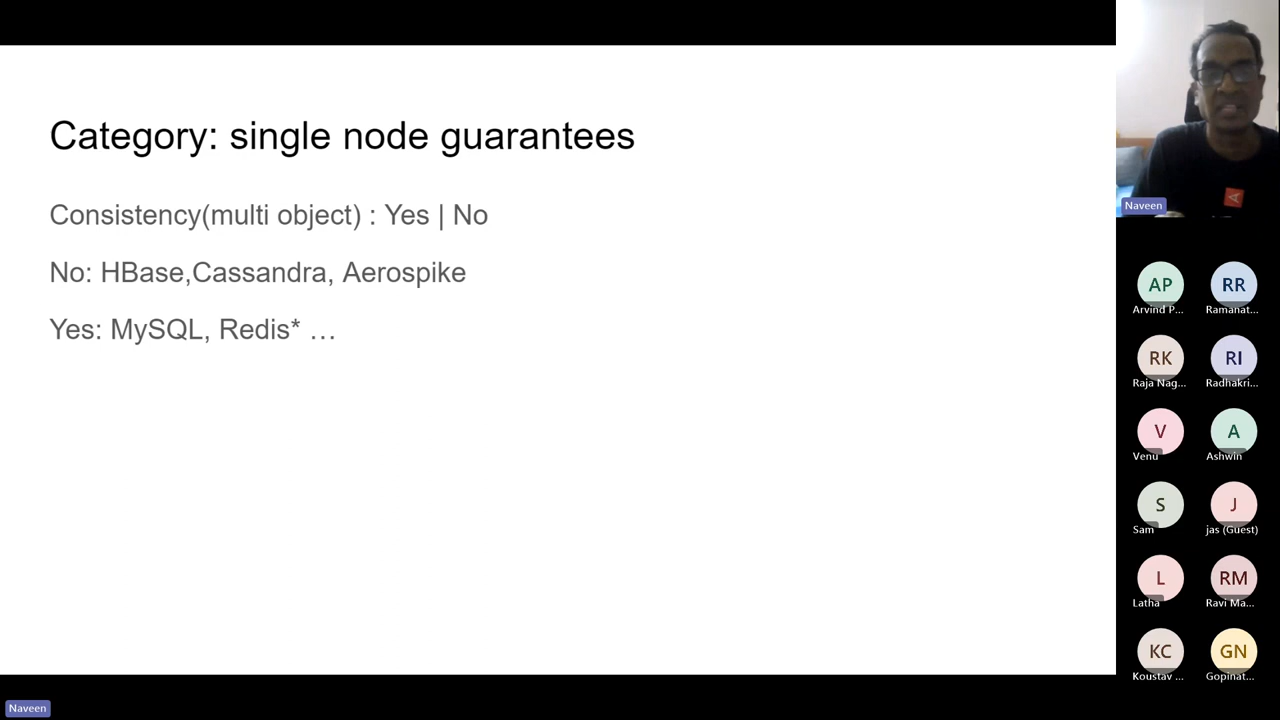 Category: single node guarantees
Consistency(multi object) : Yes | No
No: HBase,Cassandra, Aerospike
Yes: MySQL, Redis* …
Naveen
AP
RR
Arvind P...
Ramanat...
RK
RI
Raja Nag...
Radhakri...
V
A
Venu
Ashwin
S
J
Sam
jas (Guest)
L
RM
Latha
Ravi Ma...
KC
GN
Koustav ...
Gopinat...
Naveen